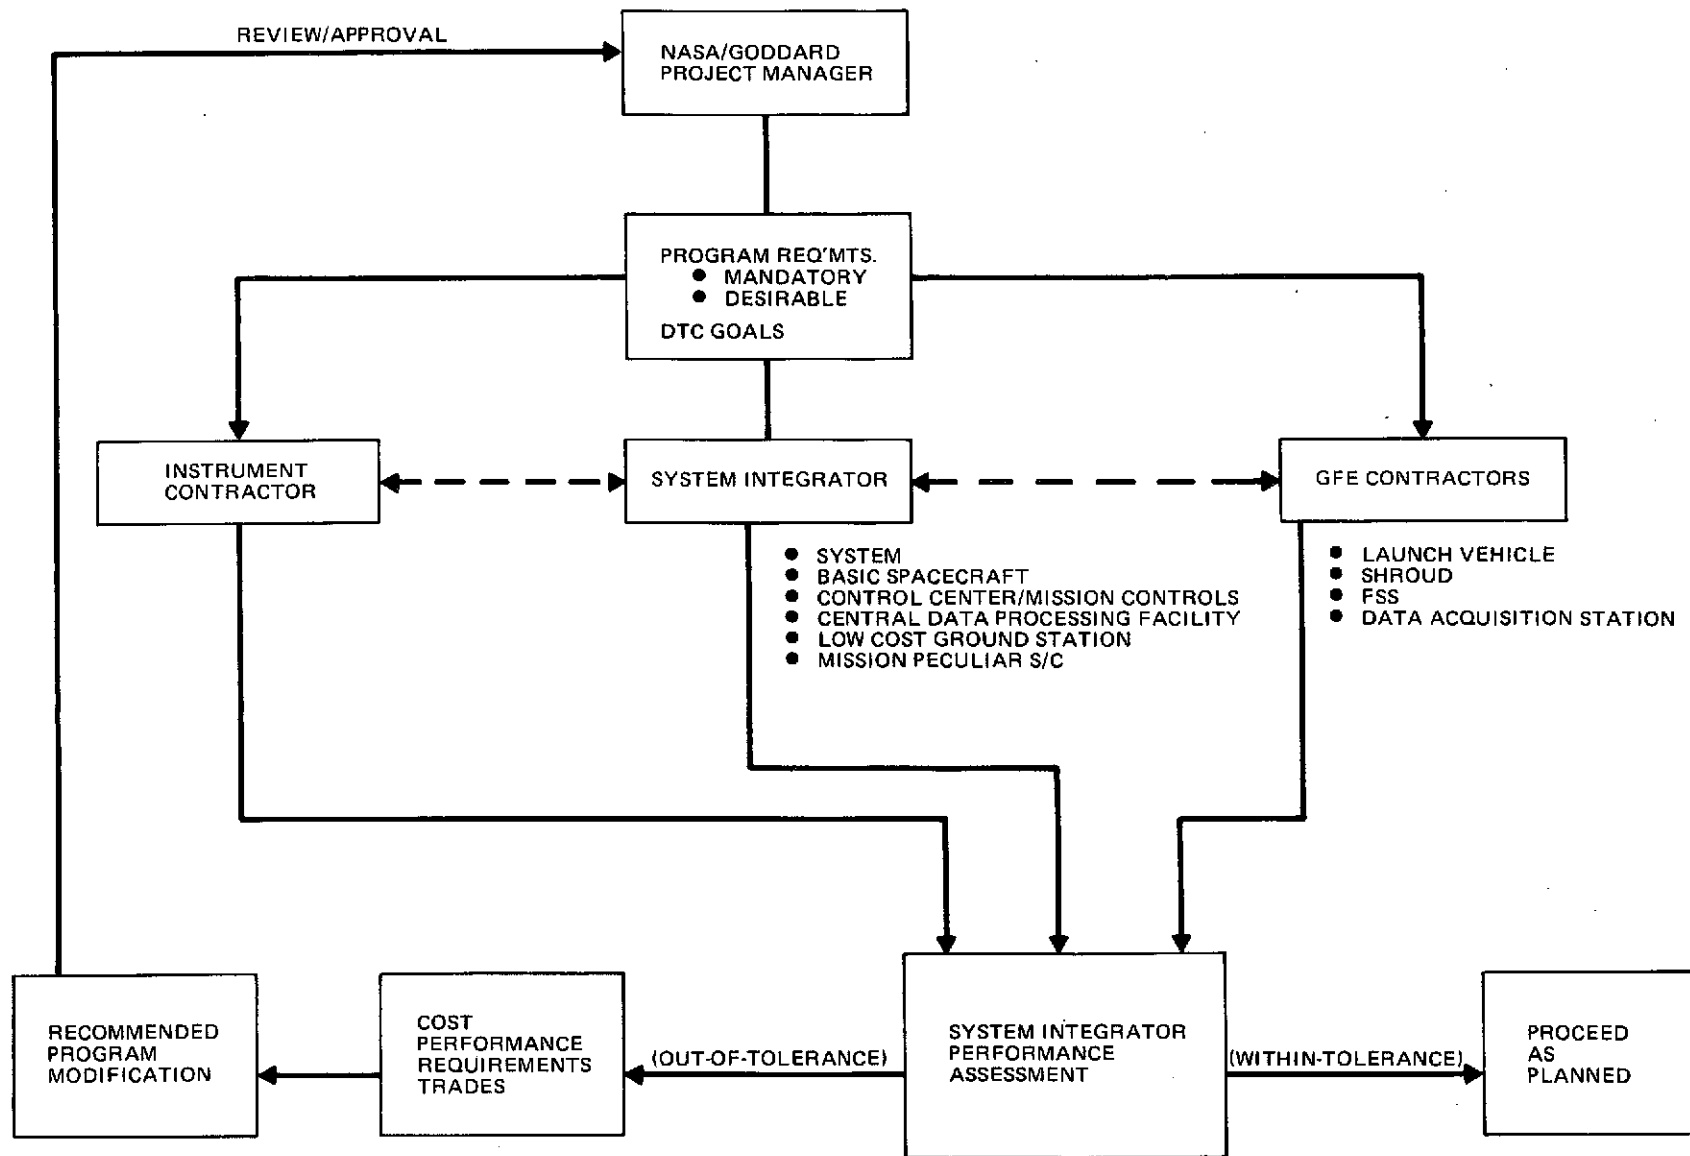 REVIEW/APPROVAL
NASA/GODDARD
PROJECT MANAGER
PROGRAM REQ'MTS.
● MANDATORY
● DESIRABLE
DTC GOALS
INSTRUMENT
CONTRACTOR
SYSTEM INTEGRATOR
GFE CONTRACTORS
● SYSTEM
● BASIC SPACECRAFT
● CONTROL CENTER/MISSION CONTROLS
● CENTRAL DATA PROCESSING FACILITY
● LOW COST GROUND STATION
● MISSION PECULIAR S/C
● LAUNCH VEHICLE
● SHROUD
● FSS
● DATA ACQUISITION STATION
RECOMMENDED
PROGRAM
MODIFICATION
COST
PERFORMANCE
REQUIREMENTS
TRADES
(OUT-OF-TOLERANCE)
SYSTEM INTEGRATOR
PERFORMANCE
ASSESSMENT
(WITHIN-TOLERANCE)
PROCEED
AS
PLANNED